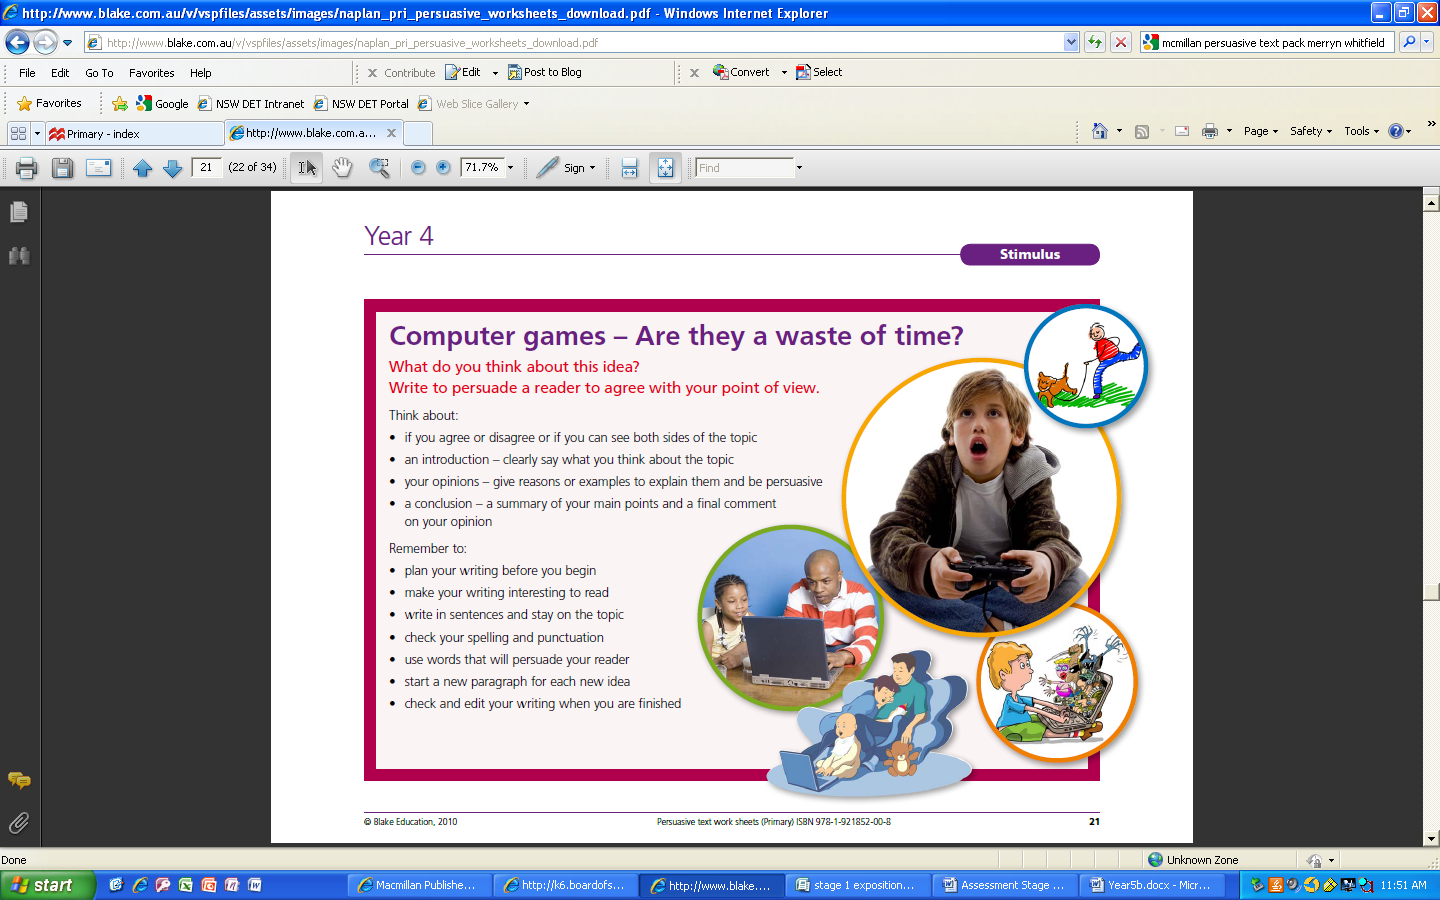 http://www.blake.com.au/v/vspfiles/assets/images/naplan_pri_persuasive_worksheets_download.pdf - Windows Internet Explorer
http://www.blake.com.au/v/vspfiles/assets/images/naplan_pri_persuasive_worksheets_download.pdf
mcmillan persuasive text pack merryn whitfield
File Edit Go To Favorites Help
Contribute Edit Post to Blog
Convert Select
Favorites Google NSW DET Intranet NSW DET Portal Web Slice Gallery
Primary - index
http://www.blake.com.a...
Page Safety Tools
21 (22 of 34) 71.7% Sign Find
Year 4
Stimulus
Computer games – Are they a waste of time?
What do you think about this idea?
Write to persuade a reader to agree with your point of view.
Think about:
• if you agree or disagree or if you can see both sides of the topic
• an introduction – clearly say what you think about the topic
• your opinions – give reasons or examples to explain them and be persuasive
• a conclusion – a summary of your main points and a final comment
on your opinion
Remember to:
• plan your writing before you begin
• make your writing interesting to read
• write in sentences and stay on the topic
• check your spelling and punctuation
• use words that will persuade your reader
• start a new paragraph for each new idea
• check and edit your writing when you are finished
© Blake Education, 2010 Persuasive text work sheets (Primary) ISBN 978-1-921852-00-8 21
Done Unknown Zone
start Macmillan Publishe... http://k6.boardofs... http://www.blake.... stage 1 exposition... Assessment Stage ... Year5b.docx - Micr... 11:51 AM